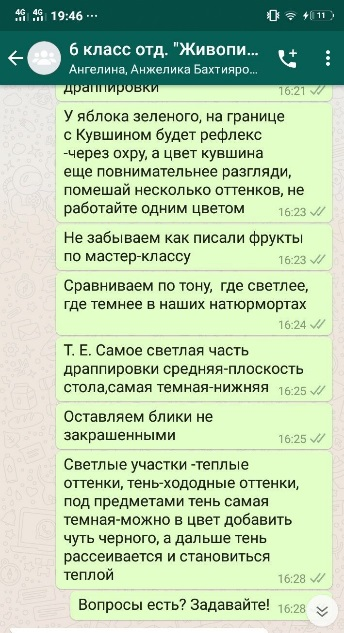 4G 4G 19:46 ··· 11
6 класс отд. "Живопи...
Ангелина, Анжелика Бахтияро...
драппировки
16:21
У яблока зеленого, на границе
с Кувшином будет рефлекс
-через охру, а цвет кувшина
еще повнимательнее разгляди,
помешай несколько оттенков, не
работайте одним цветом 16:23
Не забываем как писали фрукты
по мастер-классу 16:23
Сравниваем по тону, где светлее,
где темнее в наших натюрмортах
16:24
Т. Е. Самое светлая часть
драппировки средняя-плоскость
стола,самая темная-нижняя 16:25
Оставляем блики не
закрашенными 16:25
Светлые участки -теплые
оттенки, тень-хододные оттенки,
под предметами тень самая
темная-можно в цвет добавить
чуть черного, а дальше тень
рассеивается и становиться
теплой 16:28
Вопросы есть? Задавайте! 16:28